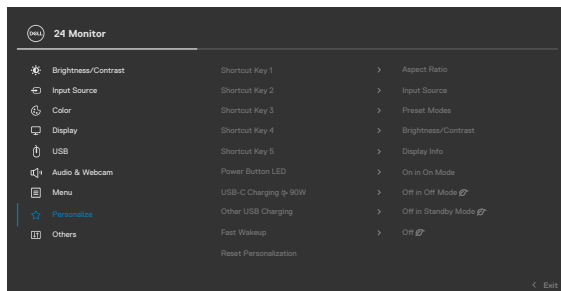 DELL 24 Monitor
Brightness/Contrast Shortcut Key 1 > Aspect Ratio
Input Source Shortcut Key 2 > Input Source
Color Shortcut Key 3 > Preset Modes
Display Shortcut Key 4 > Brightness/Contrast
USB Shortcut Key 5 > Display Info
Audio & Webcam Power Button LED > On in On Mode
Menu USB-C Charging 90W > Off in Off Mode
Personalize Other USB Charging > Off in Standby Mode
Others Fast Wakeup > Off
Reset Personalization
< Exit